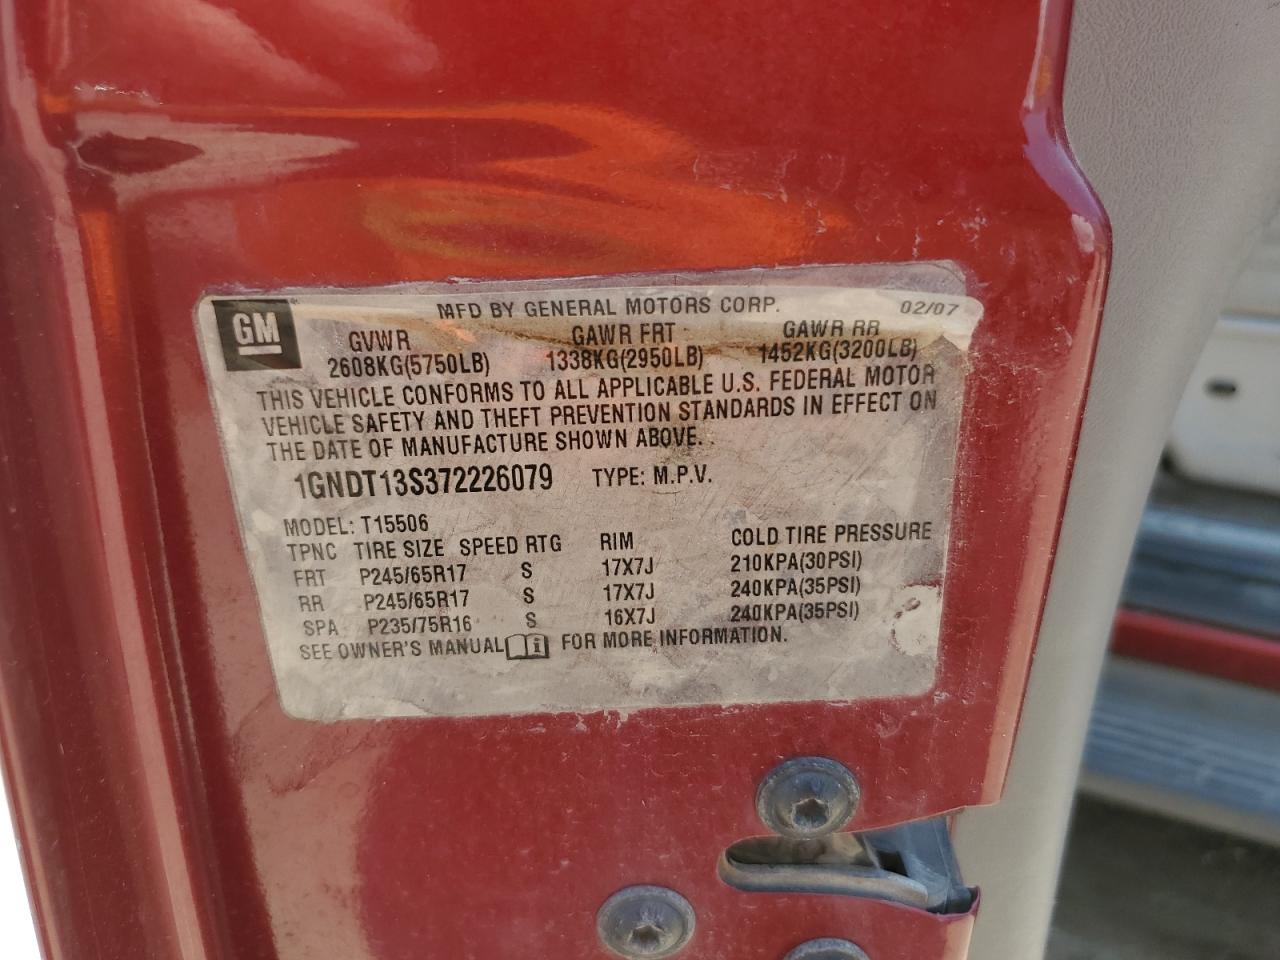 GM
MFD BY GENERAL MOTORS CORP. 02/07
GVWR GAWR FRT GAWR RR
2608KG(5750LB) 1338KG(2950LB) 1452KG(3200LB)
THIS VEHICLE CONFORMS TO ALL APPLICABLE U.S. FEDERAL MOTOR
VEHICLE SAFETY AND THEFT PREVENTION STANDARDS IN EFFECT ON
THE DATE OF MANUFACTURE SHOWN ABOVE.
1GNDT13S372226079 TYPE: M.P.V.
MODEL: T15506
TPNC TIRE SIZE SPEED RTG RIM COLD TIRE PRESSURE
FRT P245/65R17 S 17X7J 210KPA(30PSI)
RR P245/65R17 S 17X7J 240KPA(35PSI)
SPA P235/75R16 S 16X7J 240KPA(35PSI)
SEE OWNER'S MANUAL i FOR MORE INFORMATION.